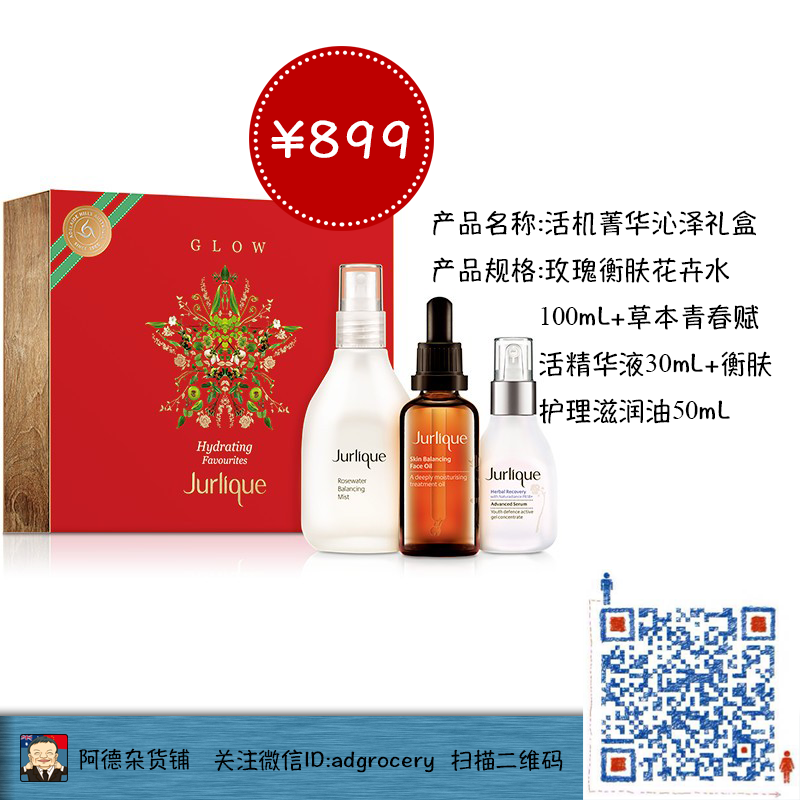 ¥899
GLOW
Hydrating
Favourites
Jurlique
产品名称:活机菁华沁泽礼盒
产品规格:玫瑰衡肤花卉水
100mL+草本青春赋
活精华液30mL+衡肤
护理滋润油50mL
Jurlique
Rosewater
Balancing
Mist
Jurlique
Skin Balancing
Face Oil
A deeply moisturising
treatment oil
Jurlique
Herbal Recovery
Advanced Serum
Youth defence active
gel-concentrate
阿德杂货铺 关注微信ID:adgrocery 扫描二维码